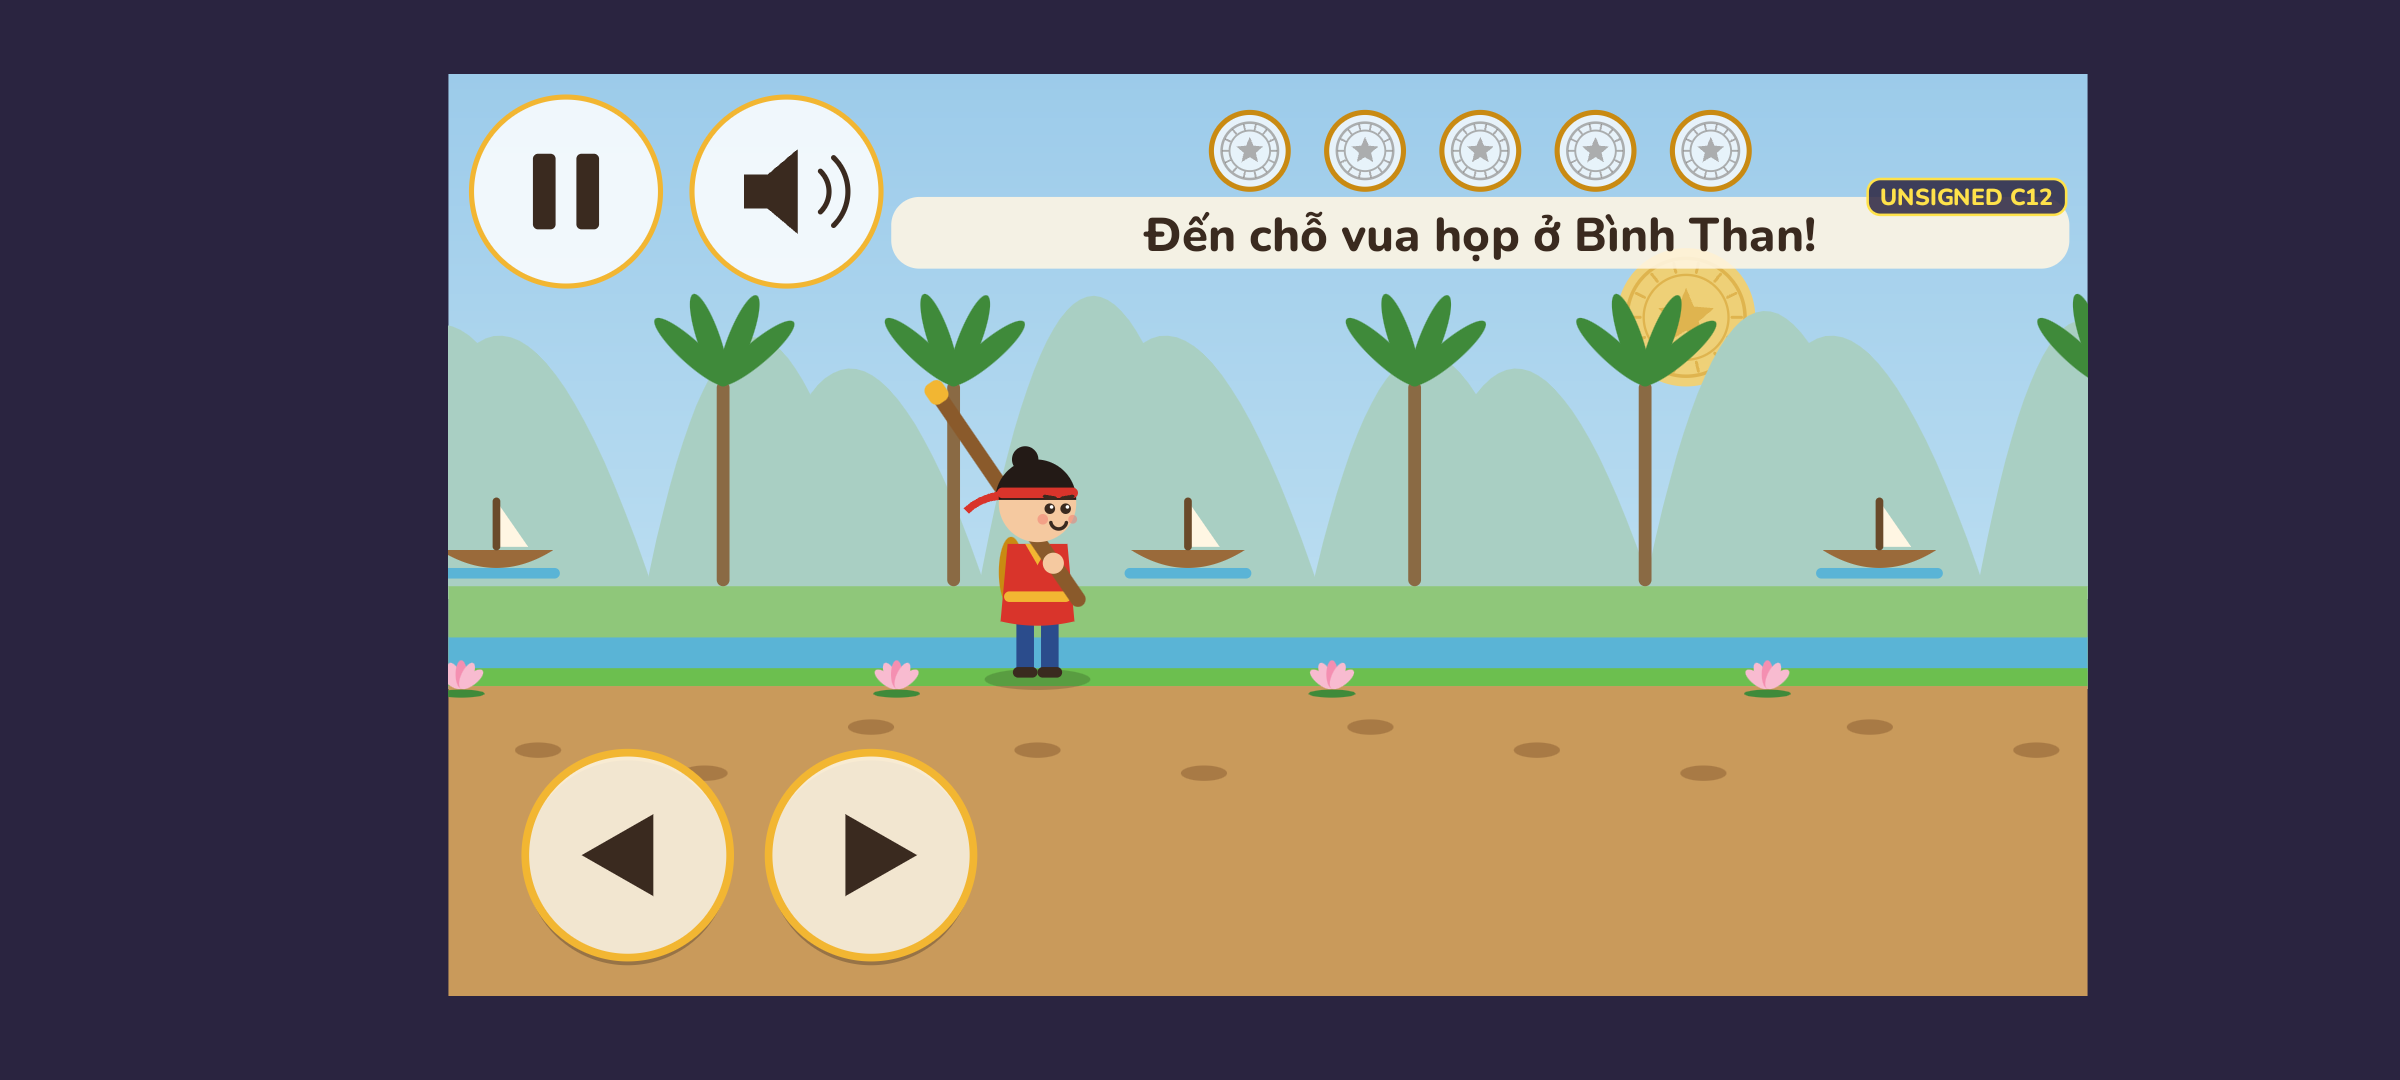 UNSIGNED C12
Đến chỗ vua họp ở Bình Than!